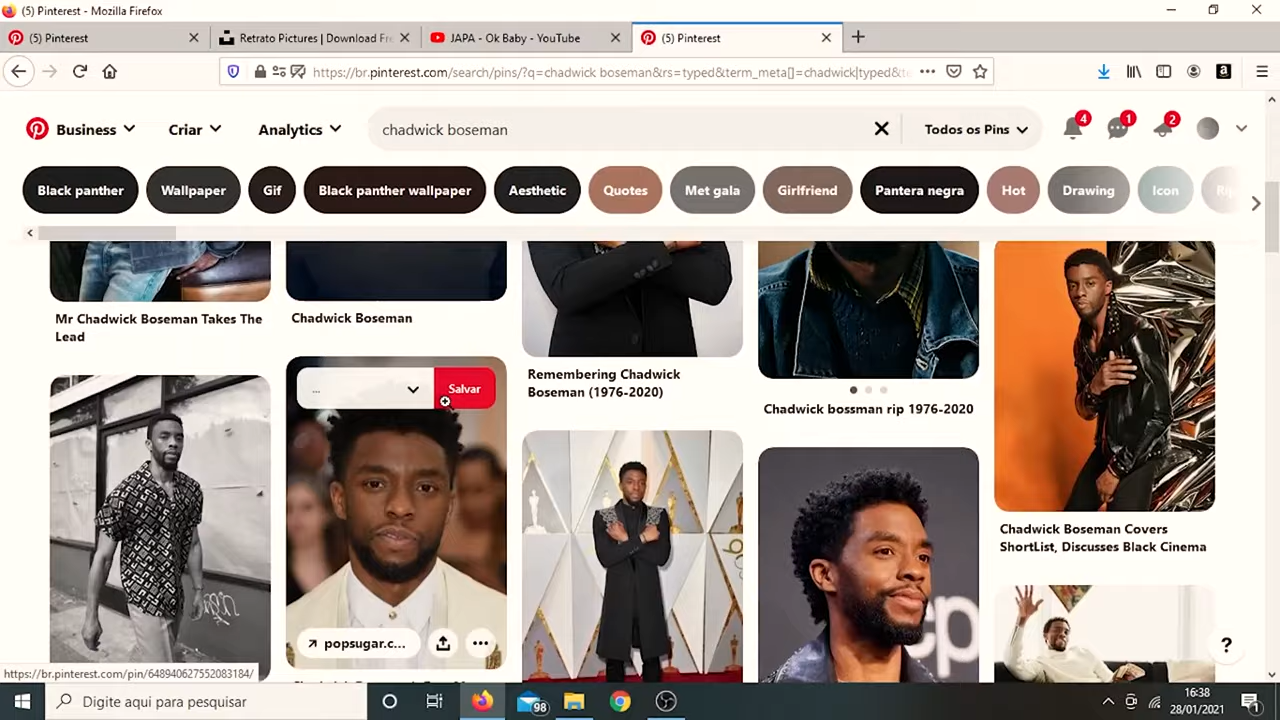 (5) Pinterest - Mozilla Firefox
(5) Pinterest
Retrato Pictures | Download Fre
JAPA - Ok Baby - YouTube
(5) Pinterest
https://br.pinterest.com/search/pins/?q=chadwick boseman&rs=typed&term_meta[]=chadwick|typed&te
Business
Criar
Analytics
chadwick boseman
Todos os Pins
4
1
2
Black panther
Wallpaper
Gif
Black panther wallpaper
Aesthetic
Quotes
Met gala
Girlfriend
Pantera negra
Hot
Drawing
Icon
Mr Chadwick Boseman Takes The
Lead
Chadwick Boseman
Remembering Chadwick
Boseman (1976-2020)
Chadwick bossman rip 1976-2020
Chadwick Boseman Covers
ShortList, Discusses Black Cinema
...
Salvar
popsugar.c...
?
https://br.pinterest.com/pin/648940627552083184/
Digite aqui para pesquisar
98
16:38
28/01/2021
1